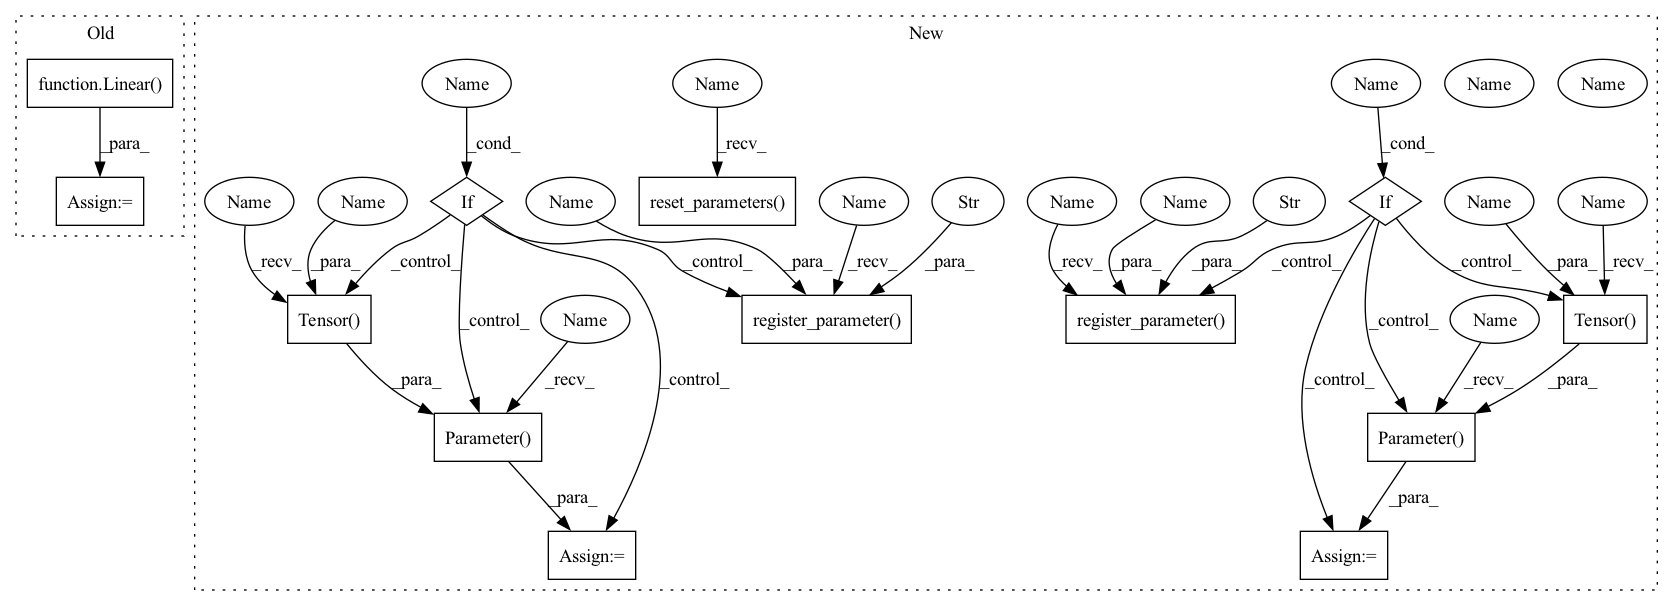 Old
New
function.Linear()
Name
Name
Name
Name
Name
_para_
_cond_
_recv_
_cond_
Assign:=
Name
Name
If
Name
reset_parameters()
Name
Str
Name
Name
Str
If
Name
Name
_recv_
_para_
_control_
_control_
_para_
_recv_
_para_
_recv_
_para_
_para_
_control_
_control_
_para_
_recv_
Tensor()
_control_
Name
register_parameter()
register_parameter()
_control_
Name
Tensor()
_para_
_recv_
_control_
_control_
_recv_
_para_
Parameter()
Parameter()
_para_
_para_
Assign:=
Assign:=